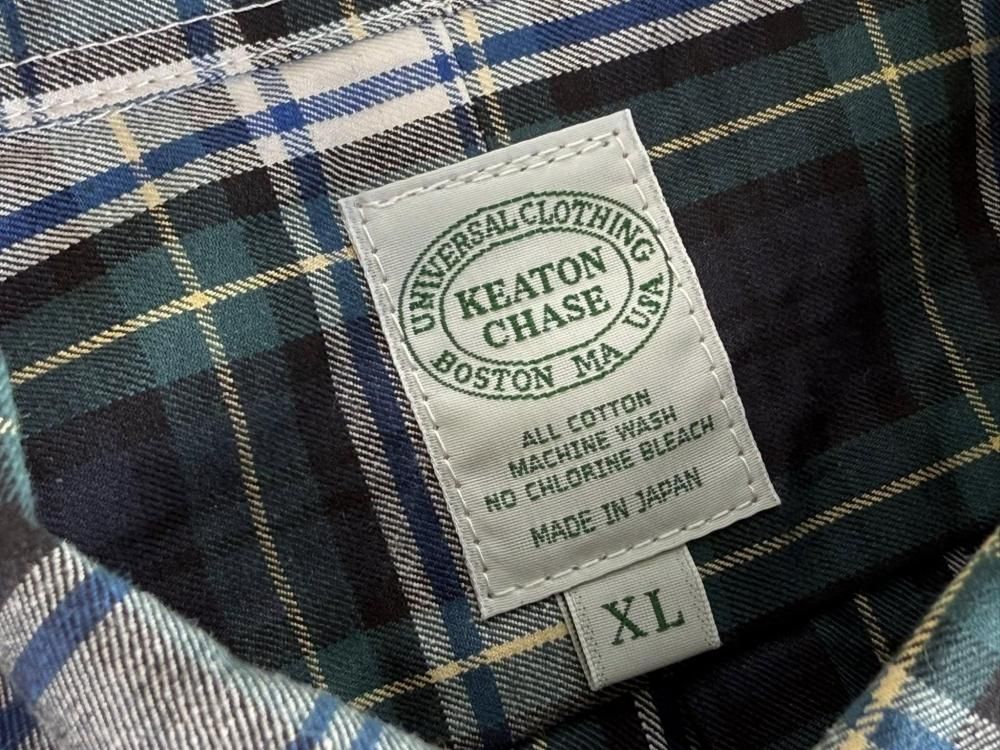 UNIVERSAL CLOTHING
KEATON
CHASE
USA
BOSTON MA
ALL COTTON
MACHINE WASH
NO CHLORINE BLEACH
MADE IN JAPAN
XL